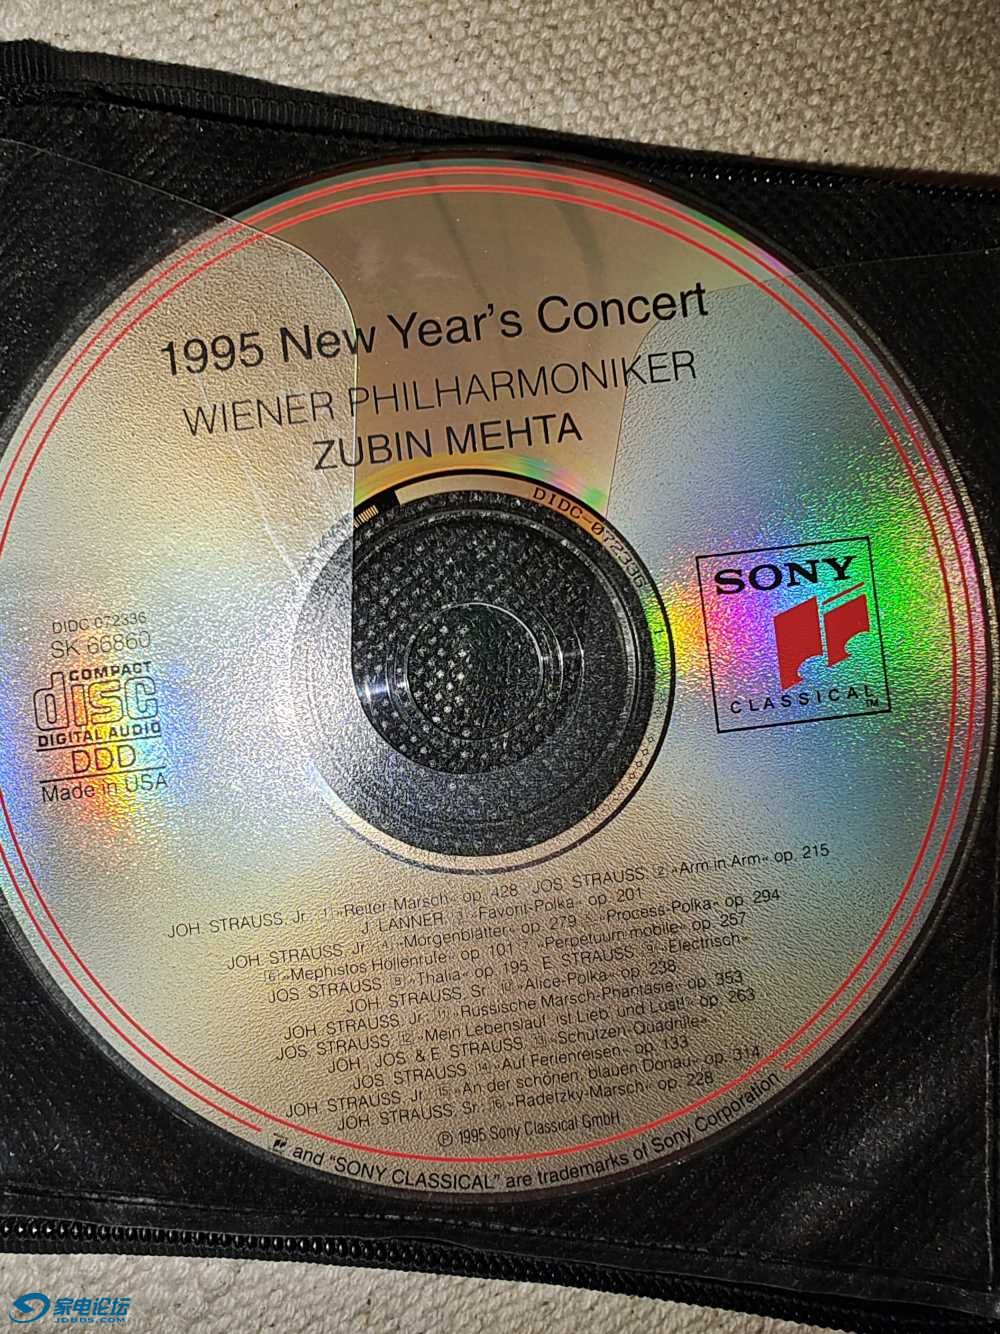 1995 New Year's Concert
WIENER PHILHARMONIKER
ZUBIN MEHTA
DIDC-072336 1
SONY
CLASSICAL™
DIDC 072336
SK 66860
COMPACT
disc
DIGITAL AUDIO
DDD
Made in USA
JOH. STRAUSS, Jr. [1] »Reiter-Marsch« op. 428 JOS. STRAUSS [2] »Arm in Arm« op. 215
J. LANNER [3] »Favorit-Polka« op. 201
JOH. STRAUSS, Jr. [4] »Morgenblätter« op. 279 [5] »Process-Polka« op. 294
[6] »Mephistos Höllenrufe« op. 101 [7] »Perpetuum mobile« op. 257
JOS. STRAUSS [8] »Thalia« op. 195 E. STRAUSS [9] »Electrisch«
JOH. STRAUSS, Sr. [10] »Alice-Polka« op. 238
JOH. STRAUSS, Jr. [11] »Russische Marsch-Phantasie« op. 353
JOS. STRAUSS [12] »Mein Lebenslauf ist Lieb' und Lust!« op. 263
JOH., JOS. & E. STRAUSS [13] »Schützen-Quadrille«
JOS. STRAUSS [14] »Auf Ferienreisen« op. 133
JOH. STRAUSS, Jr. [15] »An der schönen, blauen Donau« op. 314
JOH. STRAUSS, Sr. [16] »Radetzky-Marsch« op. 228
℗ 1995 Sony Classical GmbH
and "SONY CLASSICAL" are trademarks of Sony Corporation
家电论坛
JDBBS.COM